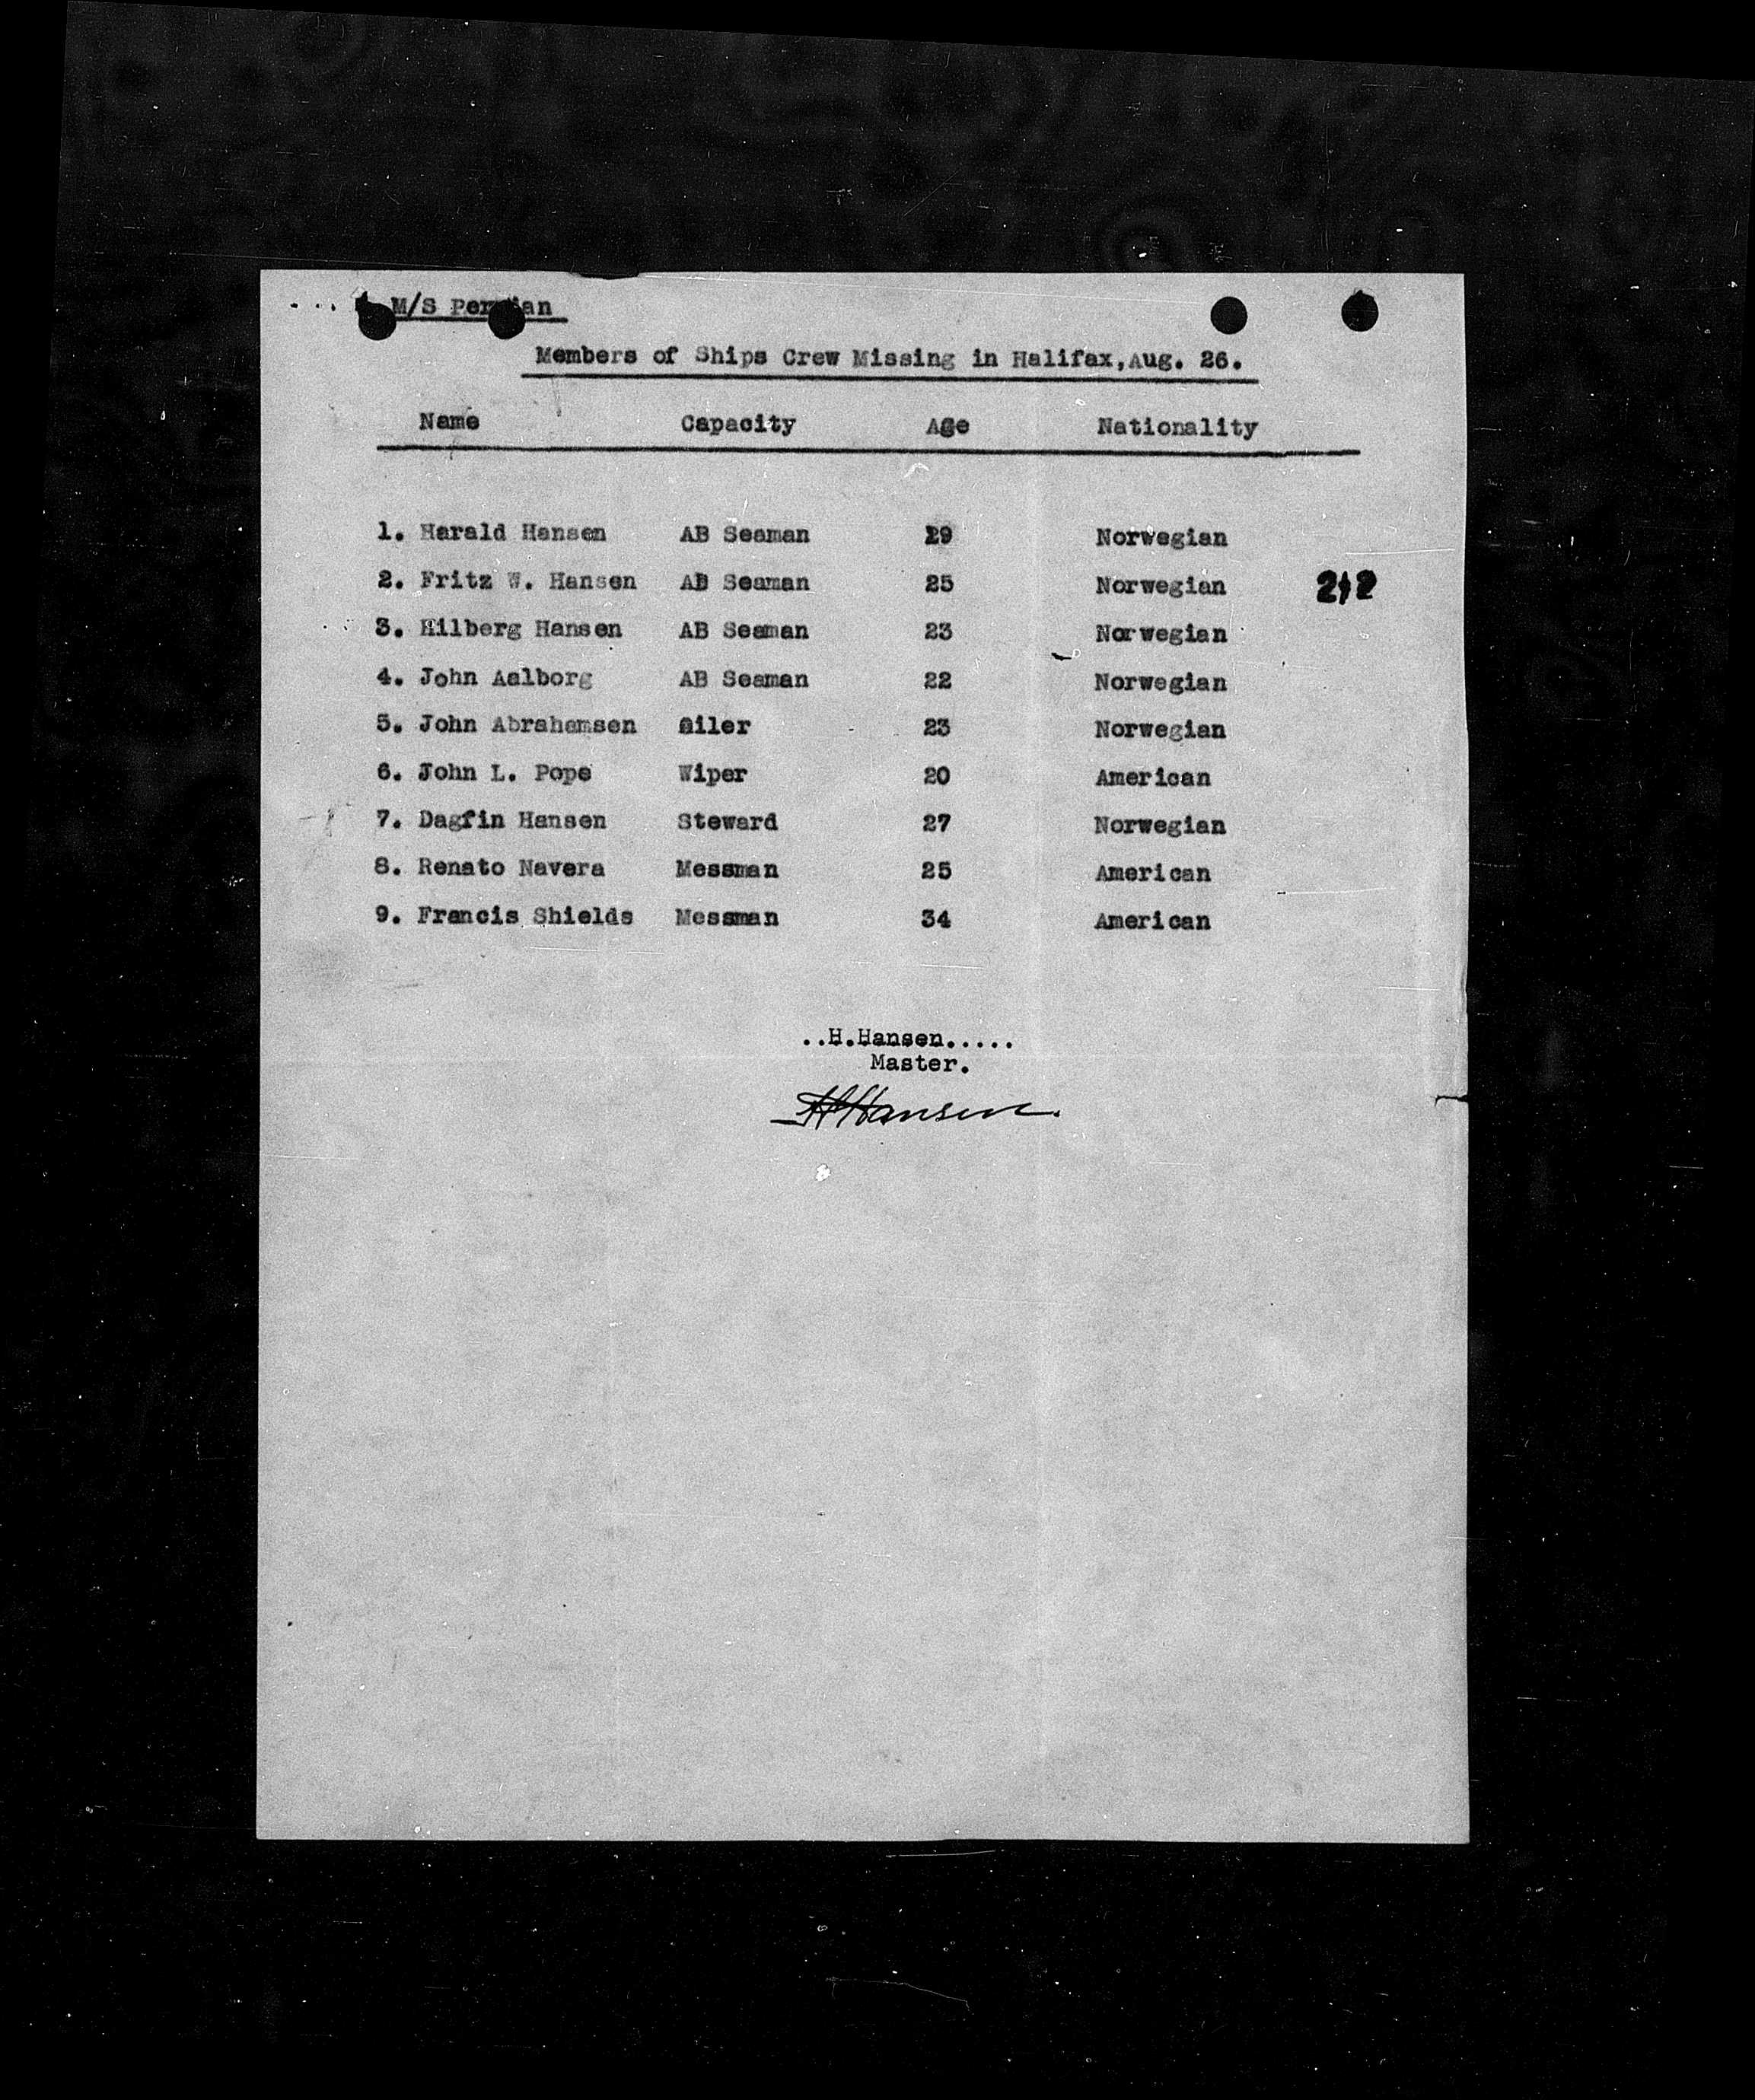 M/S
Members of Ships Crew Missing in Halifax,Aug. 26.
Name Capacity Age Nationality
1. Harald Hansen AB Seaman 29 Norwegian
2. Fritz W. Hansen AB Seaman 25 Norwegian 212
3. Hilberg Hansen AB Seaman 23 Norwegian
4. John Aalborg AB Seaman 22 Norwegian
5. John Abrahamsen Oiler 23 Norwegian
6. John L. Pope Wiper 20 American
7. Dagfin Hansen Steward 27 Norwegian
8. Renato Navera Messman 25 American
9. Francis Shields Messman 34 American
..H.Hansen.....
Master.
HHansen.